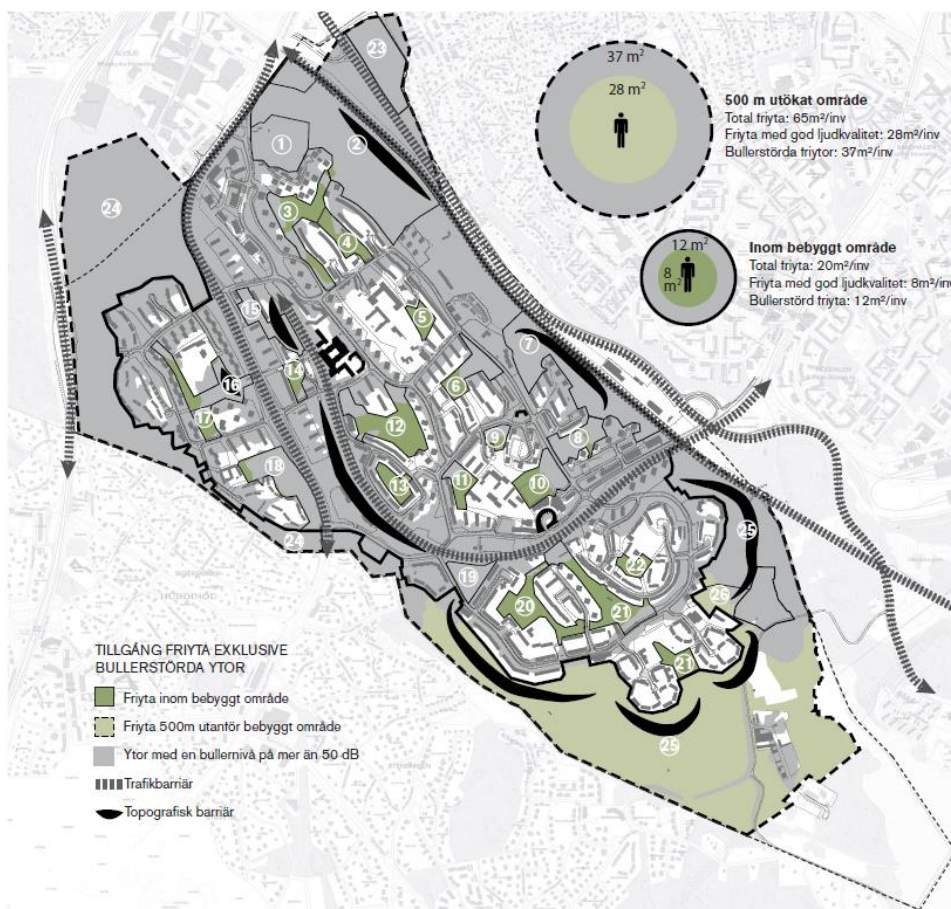 37 m²
28 m²
500 m utökat område
Total friyta: 65m²/inv
Friyta med god ljudkvalitet: 28m²/inv
Bullerstörda friytor: 37m²/inv
12 m²
8
m²
Inom bebyggt område
Total friyta: 20m²/inv
Friyta med god ljudkvalitet: 8m²/inv
Bullerstörd friyta: 12m²/inv
23
1
2
24
3
4
15
5
7
14
16
6
17
12
9
8
18
13
11
10
24
25
19
22
20
21
26
21
25
HUDDINGE
TILLGÅNG FRIYTA EXKLUSIVE
BULLERSTÖRDA YTOR
Friyta inom bebyggt område
Friyta 500m utanför bebyggt område
Ytor med en bullernivå på mer än 50 dB
Trafikbarriär
Topografisk barriär